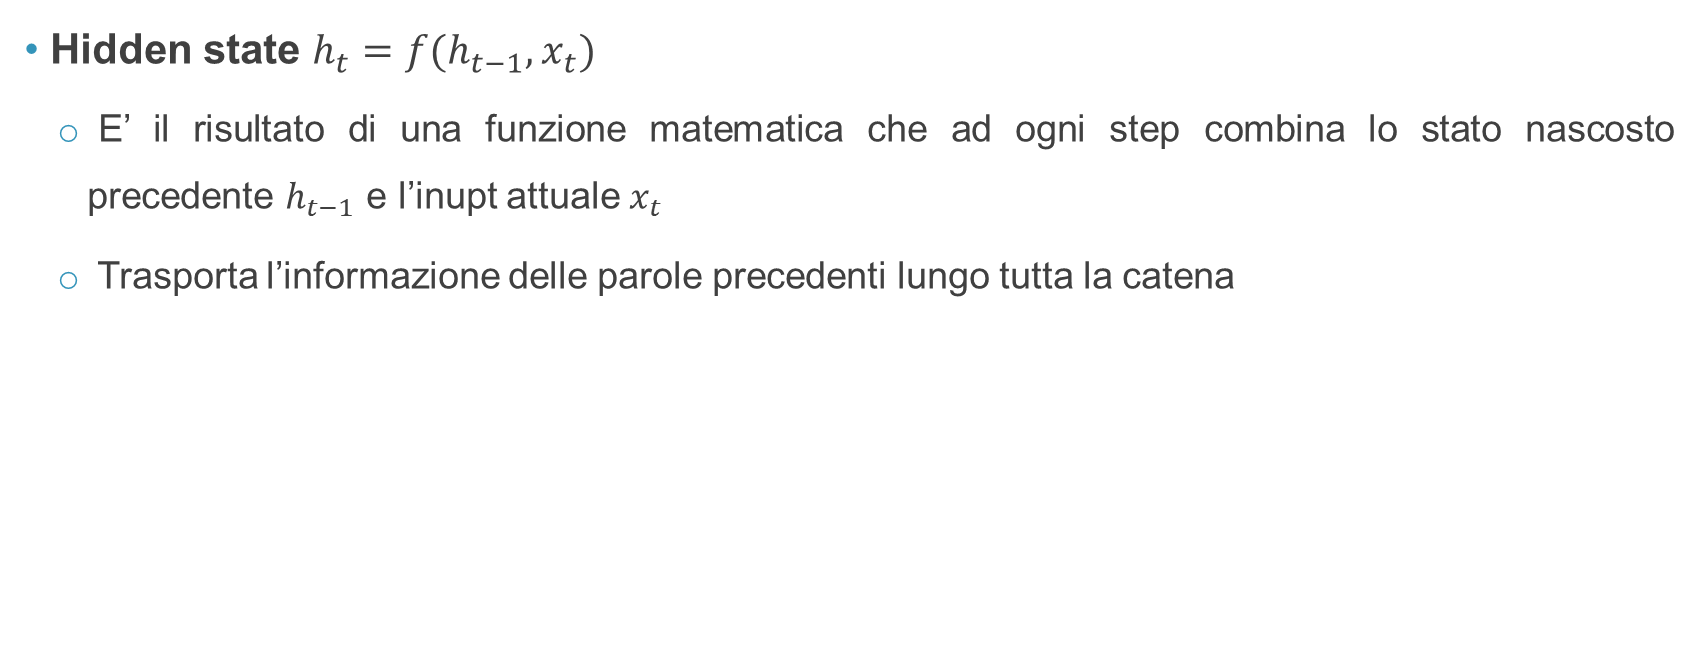 • Hidden state $h_t = f(h_{t-1}, x_t)$
o E’ il risultato di una funzione matematica che ad ogni step combina lo stato nascosto
precedente $h_{t-1}$ e l’inupt attuale $x_t$
o Trasporta l’informazione delle parole precedenti lungo tutta la catena